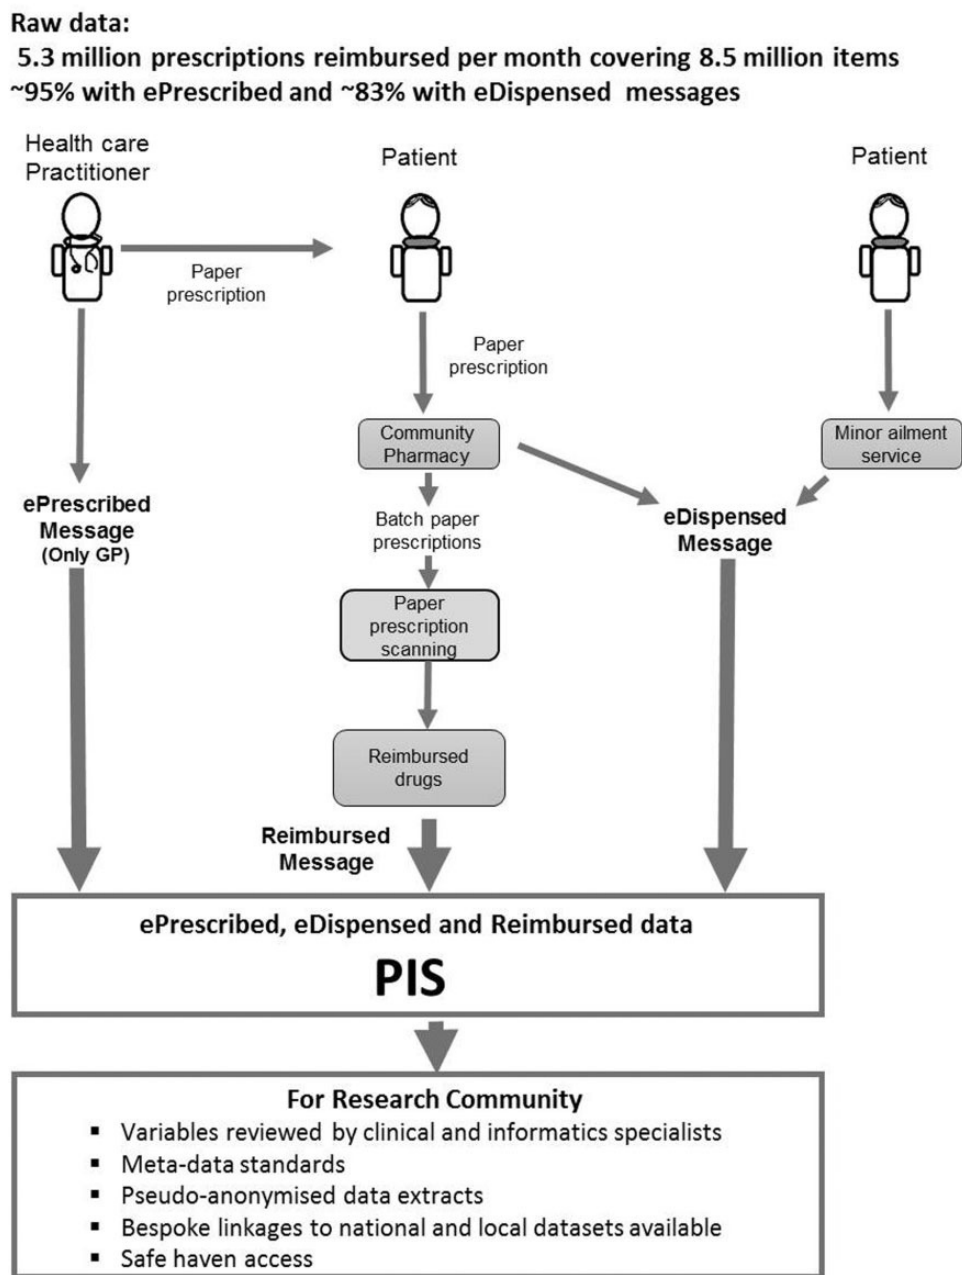 Raw data:
5.3 million prescriptions reimbursed per month covering 8.5 million items
~95% with ePrescribed and ~83% with eDispensed messages
Health care
Practitioner
Patient
Patient
Paper
prescription
Paper
prescription
Community
Pharmacy
Minor ailment
service
ePrescribed
Message
(Only GP)
Batch paper
prescriptions
eDispensed
Message
Paper
prescription
scanning
Reimbursed
drugs
Reimbursed
Message
ePrescribed, eDispensed and Reimbursed data
PIS
For Research Community
▪ Variables reviewed by clinical and informatics specialists
▪ Meta-data standards
▪ Pseudo-anonymised data extracts
▪ Bespoke linkages to national and local datasets available
▪ Safe haven access